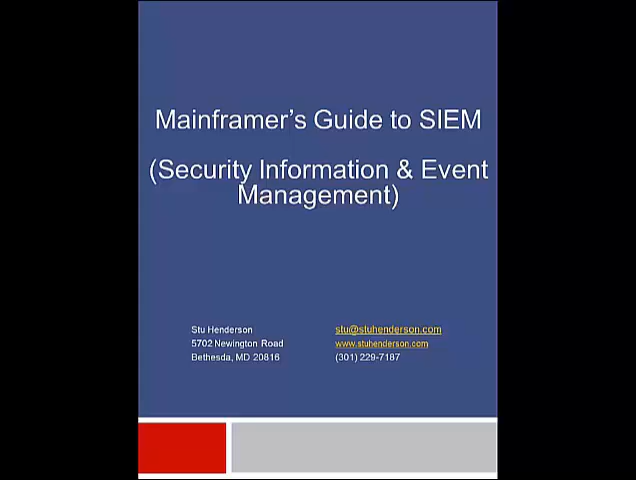 Mainframer's Guide to SIEM
(Security Information & Event
Management)
Stu Henderson
5702 Newington Road
Bethesda, MD 20816
stu@stuhenderson.com
www.stuhenderson.com
(301) 229-7187